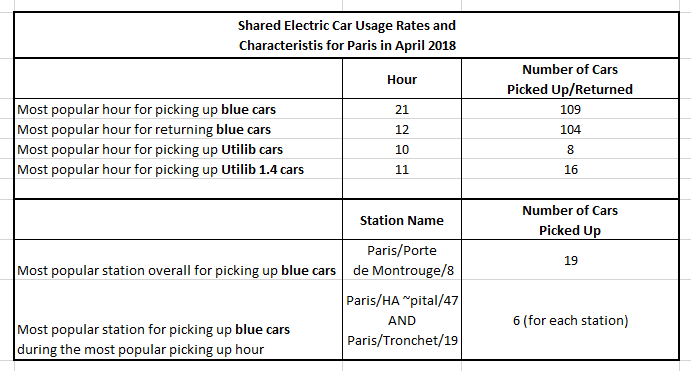 Shared Electric Car Usage Rates and
Characteristis for Paris in April 2018
Hour
Number of Cars
Picked Up/Returned
Most popular hour for picking up blue cars 21 109
Most popular hour for returning blue cars 12 104
Most popular hour for picking up Utilib cars 10 8
Most popular hour for picking up Utilib 1.4 cars 11 16
Station Name
Number of Cars
Picked Up
Most popular station overall for picking up blue cars
Paris/Porte
de Montrouge/8
19
Most popular station for picking up blue cars
during the most popular picking up hour
Paris/HA ~pital/47
AND
Paris/Tronchet/19
6 (for each station)